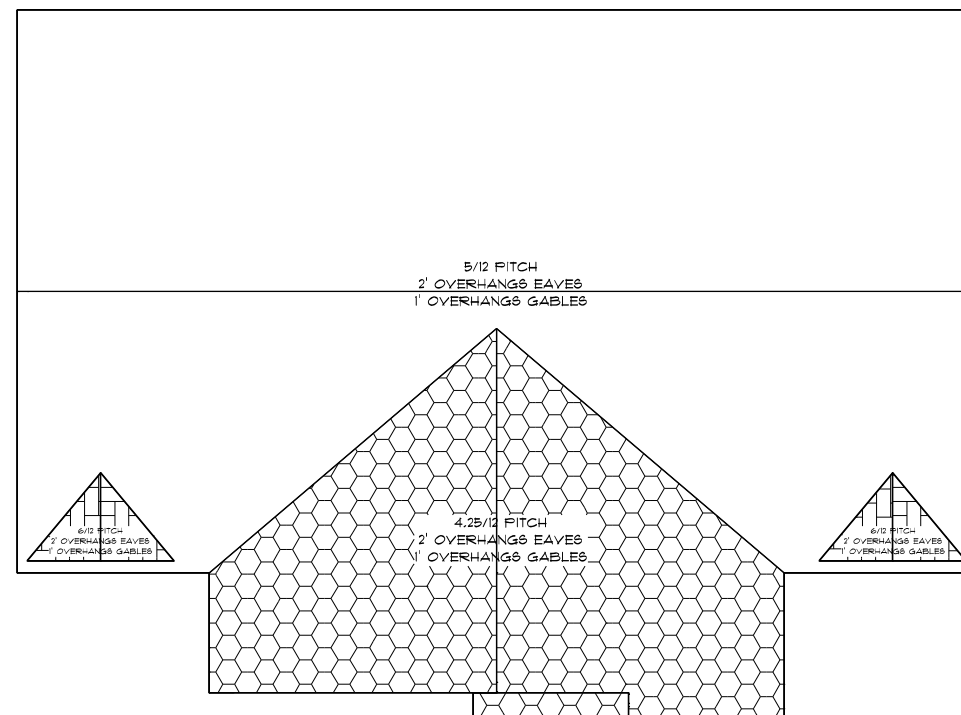 5/12 PITCH
2' OVERHANGS EAVES
1' OVERHANGS GABLES
4.25/12 PITCH
2' OVERHANGS EAVES
1' OVERHANGS GABLES
6/12 PITCH
2' OVERHANGS EAVES
1' OVERHANGS GABLES
6/12 PITCH
2' OVERHANGS EAVES
1' OVERHANGS GABLES